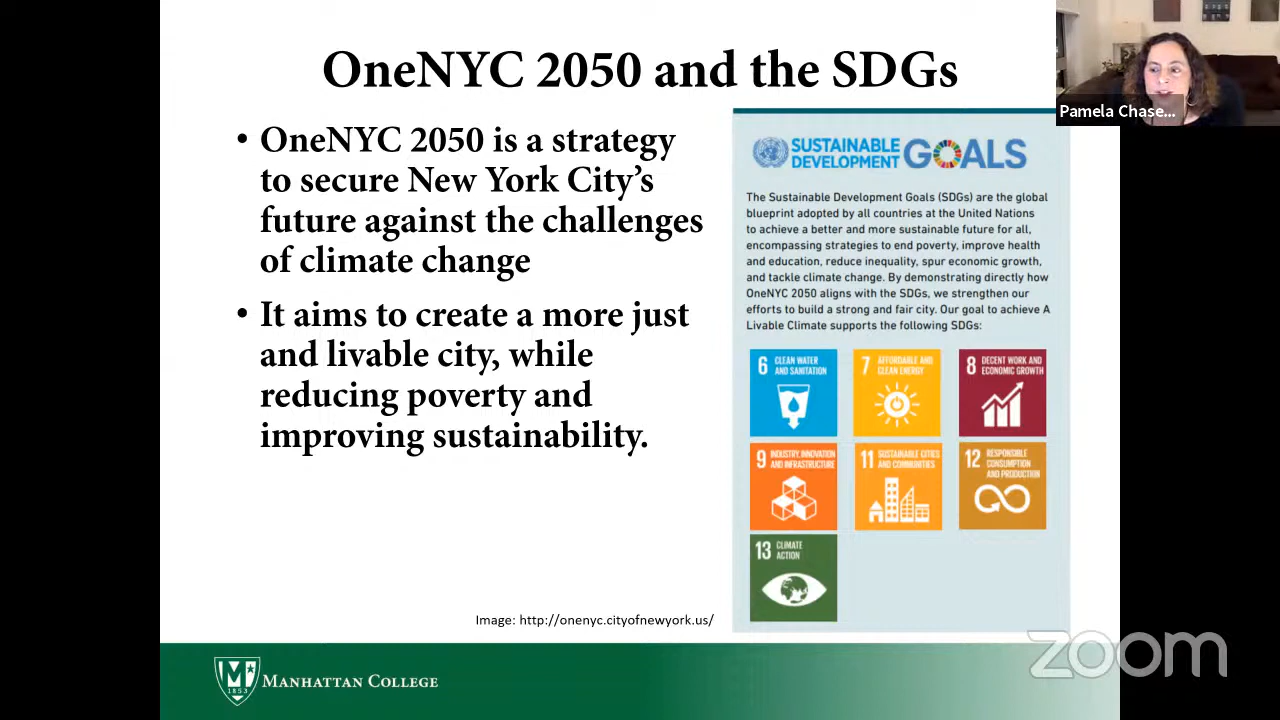 OneNYC 2050 and the SDGs
Pamela Chase...
• OneNYC 2050 is a strategy
to secure New York City’s
future against the challenges
of climate change
• It aims to create a more just
and livable city, while
reducing poverty and
improving sustainability.
SUSTAINABLE
DEVELOPMENT
GOALS
The Sustainable Development Goals (SDGs) are the global
blueprint adopted by all countries at the United Nations
to achieve a better and more sustainable future for all,
encompassing strategies to end poverty, improve health
and education, reduce inequality, spur economic growth,
and tackle climate change. By demonstrating directly how
OneNYC 2050 aligns with the SDGs, we strengthen our
efforts to build a strong and fair city. Our goal to achieve A
Livable Climate supports the following SDGs:
6 CLEAN WATER
AND SANITATION
7 AFFORDABLE AND
CLEAN ENERGY
8 DECENT WORK AND
ECONOMIC GROWTH
9 INDUSTRY, INNOVATION
AND INFRASTRUCTURE
11 SUSTAINABLE CITIES
AND COMMUNITIES
12 RESPONSIBLE
CONSUMPTION
AND PRODUCTION
13 CLIMATE
ACTION
Image: http://onenyc.cityofnewyork.us/
M
1853
MANHATTAN COLLEGE
zoom